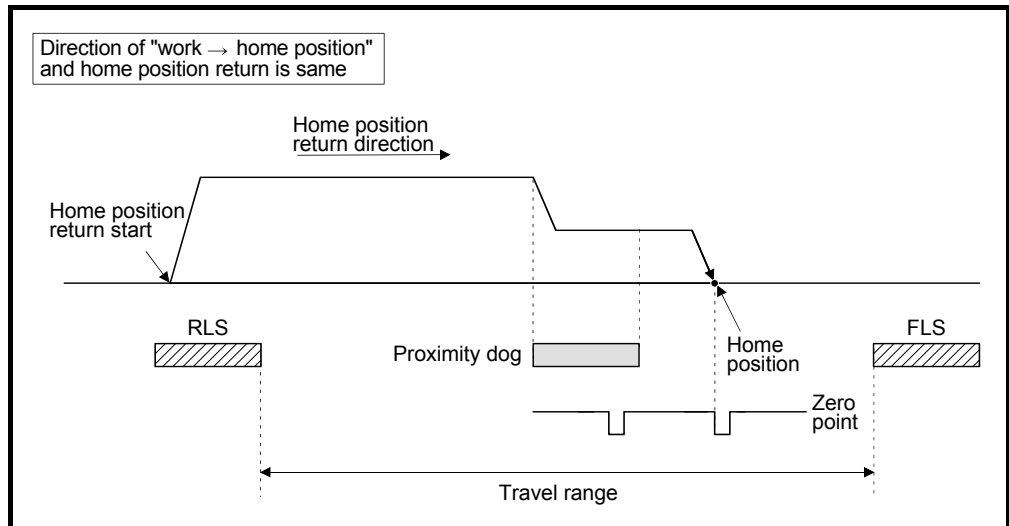 Direction of "work → home position"
and home position return is same
Home position
return direction
Home position
return start
RLS
FLS
Proximity dog
Home
position
Zero
point
Travel range